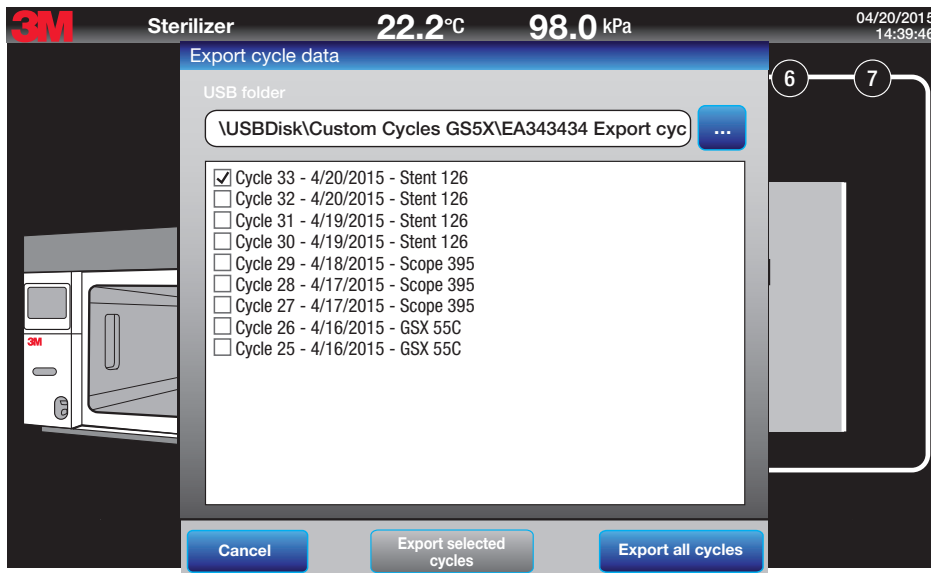 3M Sterilizer 22.2°C 98.0 kPa 04/20/2015
14:39:46
Export cycle data
6 7
USB folder
\USBDisk\Custom Cycles GS5X\EA343434 Export cyc ...
Cycle 33 - 4/20/2015 - Stent 126
Cycle 32 - 4/20/2015 - Stent 126
Cycle 31 - 4/19/2015 - Stent 126
Cycle 30 - 4/19/2015 - Stent 126
Cycle 29 - 4/18/2015 - Scope 395
Cycle 28 - 4/17/2015 - Scope 395
Cycle 27 - 4/17/2015 - Scope 395
Cycle 26 - 4/16/2015 - GSX 55C
Cycle 25 - 4/16/2015 - GSX 55C
3M
Cancel
Export selected
cycles
Export all cycles